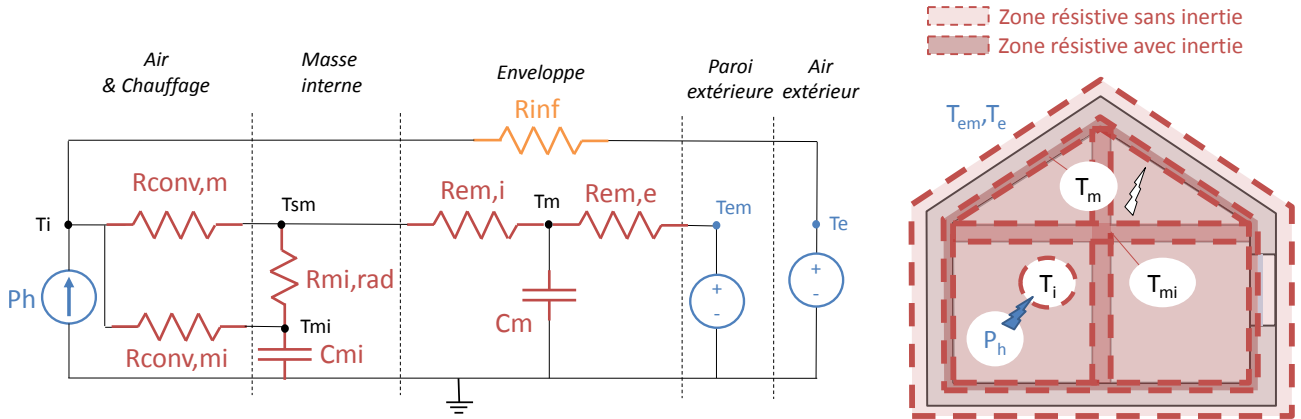 Zone résistive sans inertie
Zone résistive avec inertie
Air
& Chauffage
Masse
interne
Enveloppe
Paroi
extérieure
Air
extérieur
Rinf
Rconv,m
Tsm
Rem,i
Tm
Rem,e
Tem
Te
Ti
Rmi,rad
Ph
Tmi
Rconv,mi
Cmi
Cm
+
-
+
-
Tem,Te
Tm
Ti
Tmi
Ph